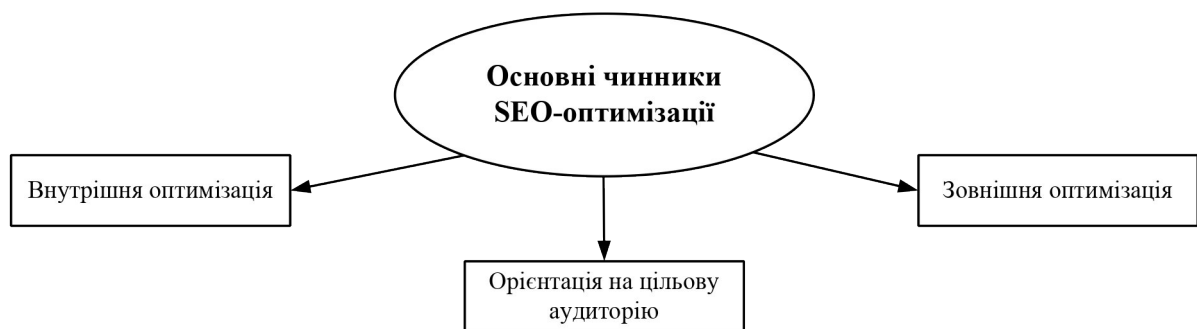 Основні чинники
SEO-оптимізації
Внутрішня оптимізація
Зовнішня оптимізація
Орієнтація на цільову
аудиторію